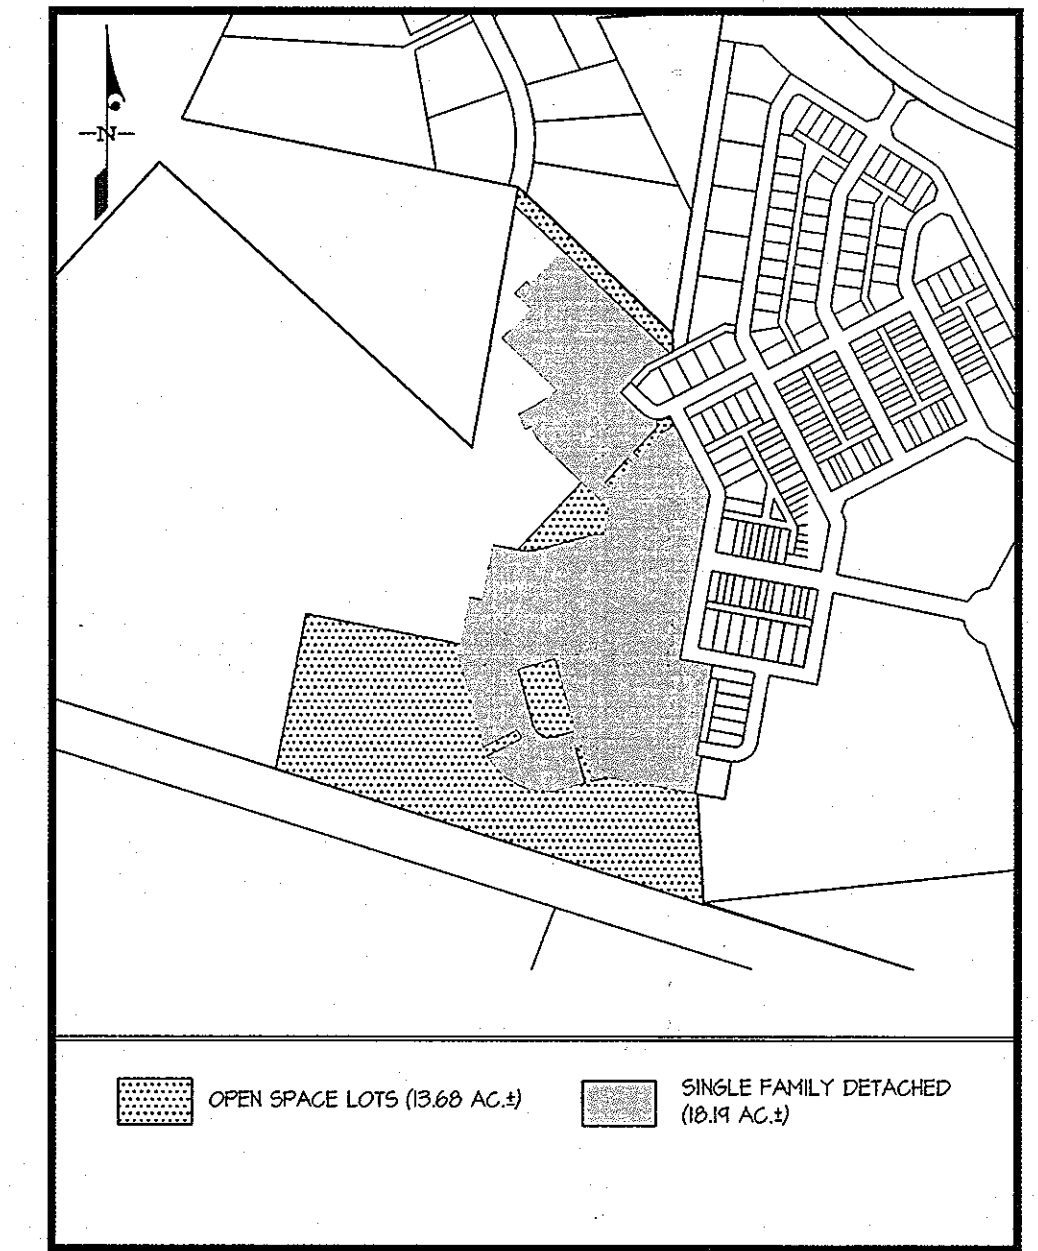 N
OPEN SPACE LOTS (13.68 AC.±)
SINGLE FAMILY DETACHED
(18.19 AC.±)